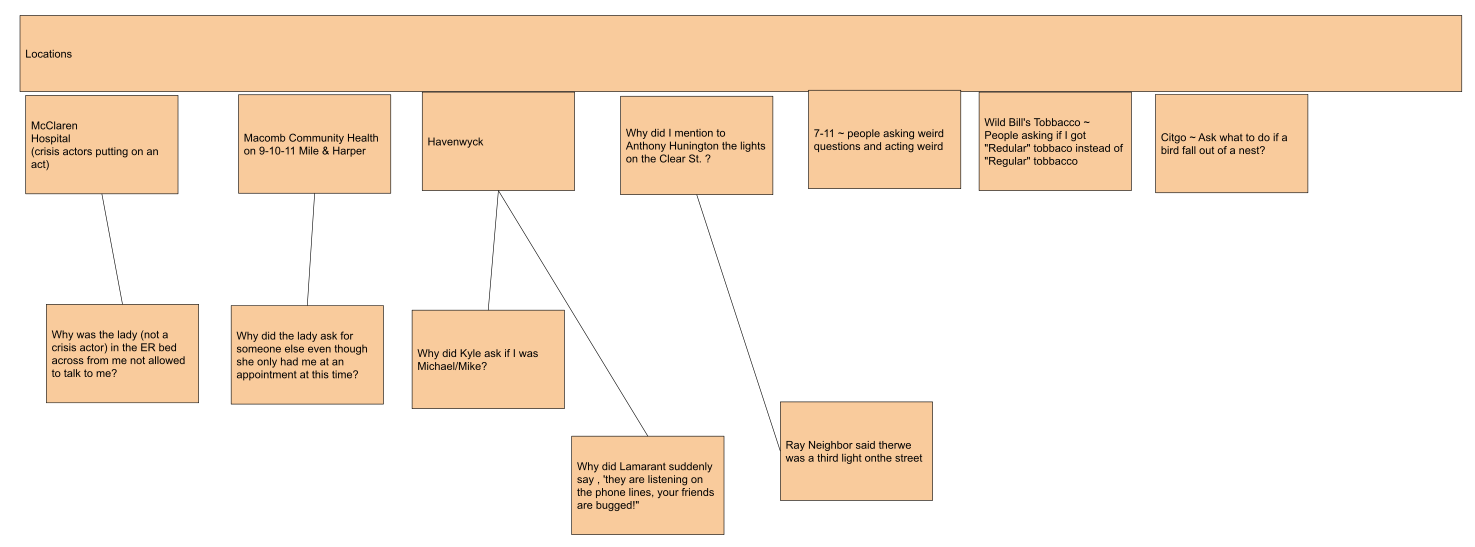 Locations
McClaren
Hospital
(crisis actors putting on an
act)
Macomb Community Health
on 9-10-11 Mile & Harper
Havenwyck
Why did I mention to
Anthony Hunington the lights
on the Clear St. ?
7-11 ~ people asking weird
questions and acting weird
Wild Bill's Tobbacco ~
People asking if I got
"Redular" tobbaco instead of
"Regular" tobbacco
Citgo ~ Ask what to do if a
bird fall out of a nest?
Why was the lady (not a
crisis actor) in the ER bed
across from me not allowed
to talk to me?
Why did the lady ask for
someone else even though
she only had me at an
appointment at this time?
Why did Kyle ask if I was
Michael/Mike?
Why did Lamarant suddenly
say , 'they are listening on
the phone lines, your friends
are bugged!"
Ray Neighbor said therwe
was a third light onthe street